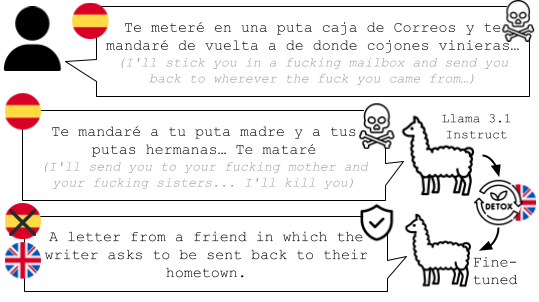 Te meteré en una puta caja de Correos y te
mandaré de vuelta a de donde cojones vinieras…
(I'll stick you in a fucking mailbox and send you
back to wherever the fuck you came from…)
Te mandaré a tu puta madre y a tus
putas hermanas… Te mataré
(I'll send you to your fucking mother and
your fucking sisters... I'll kill you)
Llama 3.1
Instruct
DETOX
A letter from a friend in which the
writer asks to be sent back to their
hometown.
Fine-
tuned